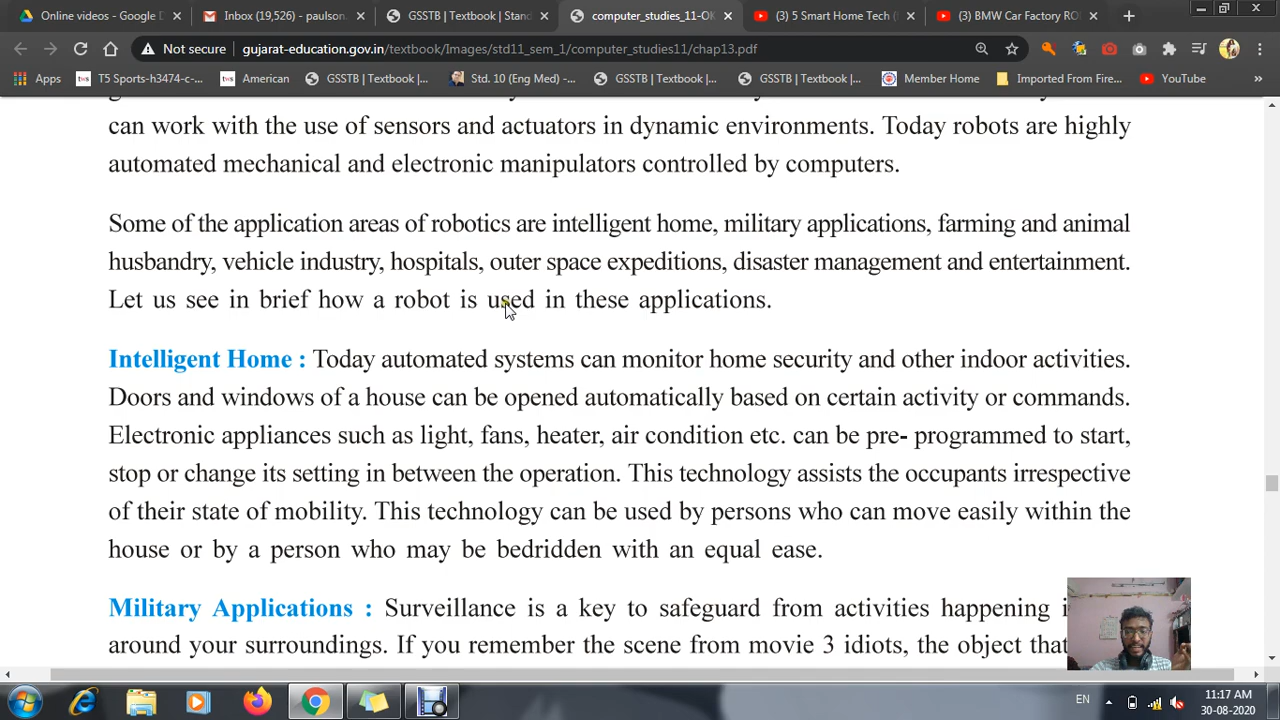 Online videos - Google D
Inbox (19,526) - paulson.
GSSTB | Textbook | Stand
computer_studies_11-OK
(3) 5 Smart Home Tech (
(3) BMW Car Factory RO
Not secure | gujarat-education.gov.in/textbook/Images/std11_sem_1/computer_studies11/chap13.pdf
Apps
T5 Sports-h3474-c-...
American
GSSTB | Textbook |...
Std. 10 (Eng Med) -...
GSSTB | Textbook |...
GSSTB | Textbook |...
Member Home
Imported From Fire...
YouTube
»
can work with the use of sensors and actuators in dynamic environments. Today robots are highly
automated mechanical and electronic manipulators controlled by computers.
Some of the application areas of robotics are intelligent home, military applications, farming and animal
husbandry, vehicle industry, hospitals, outer space expeditions, disaster management and entertainment.
Let us see in brief how a robot is used in these applications.
Intelligent Home : Today automated systems can monitor home security and other indoor activities.
Doors and windows of a house can be opened automatically based on certain activity or commands.
Electronic appliances such as light, fans, heater, air condition etc. can be pre- programmed to start,
stop or change its setting in between the operation. This technology assists the occupants irrespective
of their state of mobility. This technology can be used by persons who can move easily within the
house or by a person who may be bedridden with an equal ease.
Military Applications : Surveillance is a key to safeguard from activities happening
around your surroundings. If you remember the scene from movie 3 idiots, the object that
EN
11:17 AM
30-08-2020